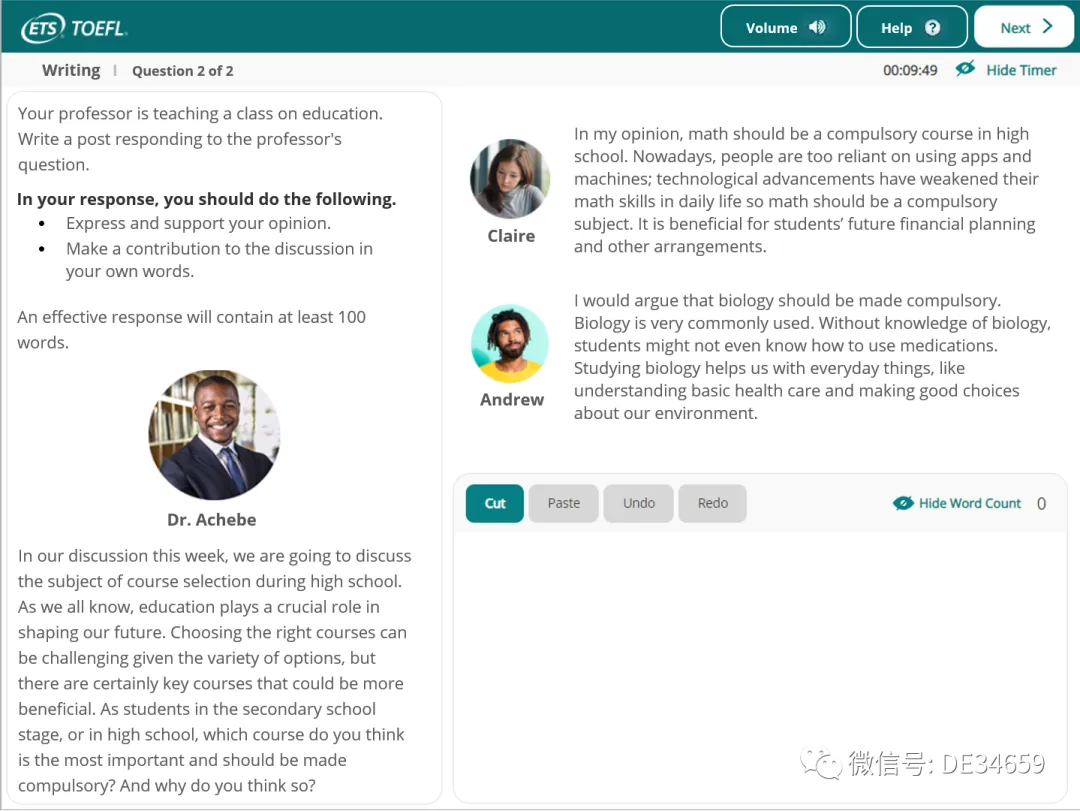 ETS TOEFL
Volume
Help ?
Next
Writing | Question 2 of 2
00:09:49 Hide Timer
Your professor is teaching a class on education.
Write a post responding to the professor's
question.
In your response, you should do the following.
• Express and support your opinion.
• Make a contribution to the discussion in
your own words.
An effective response will contain at least 100
words.
Dr. Achebe
In our discussion this week, we are going to discuss
the subject of course selection during high school.
As we all know, education plays a crucial role in
shaping our future. Choosing the right courses can
be challenging given the variety of options, but
there are certainly key courses that could be more
beneficial. As students in the secondary school
stage, or in high school, which course do you think
is the most important and should be made
compulsory? And why do you think so?
In my opinion, math should be a compulsory course in high
school. Nowadays, people are too reliant on using apps and
machines; technological advancements have weakened their
math skills in daily life so math should be a compulsory
subject. It is beneficial for students’ future financial planning
and other arrangements.
Claire
I would argue that biology should be made compulsory.
Biology is very commonly used. Without knowledge of biology,
students might not even know how to use medications.
Studying biology helps us with everyday things, like
understanding basic health care and making good choices
about our environment.
Andrew
Cut
Paste
Undo
Redo
Hide Word Count 0
微信号: DE34659